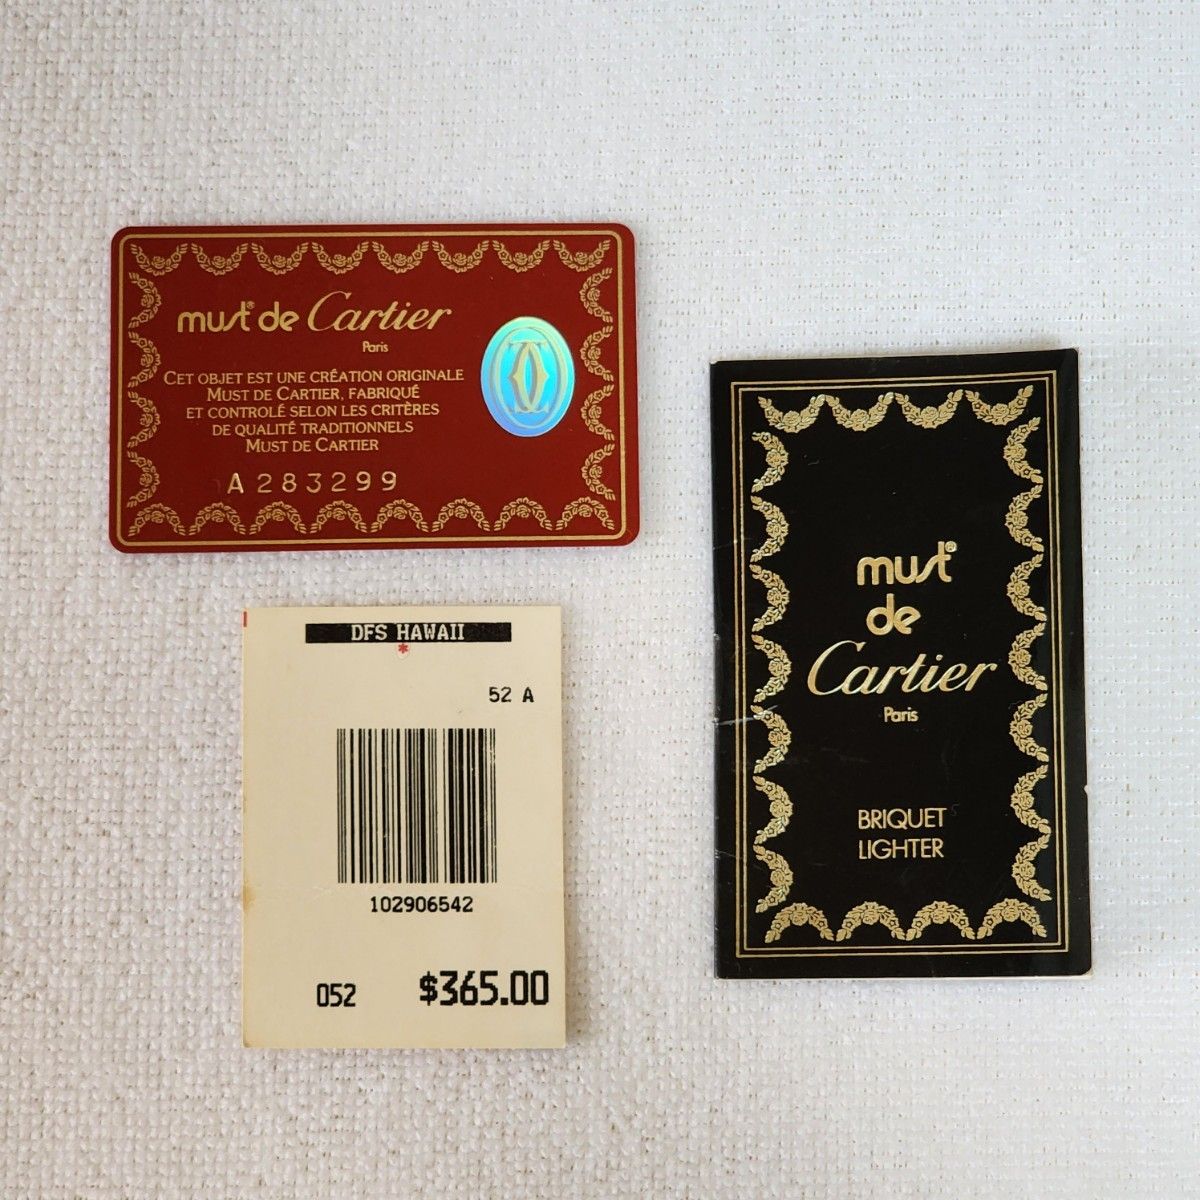 must® de Cartier
Paris
CET OBJET EST UNE CRÉATION ORIGINALE
MUST DE CARTIER, FABRIQUÉ
ET CONTROLÉ SELON LES CRITÈRES
DE QUALITÉ TRADITIONNELS
MUST DE CARTIER
A283299
DFS HAWAII
*
52 A
102906542
052 $365.00
must®
de
Cartier
Paris
BRIQUET
LIGHTER